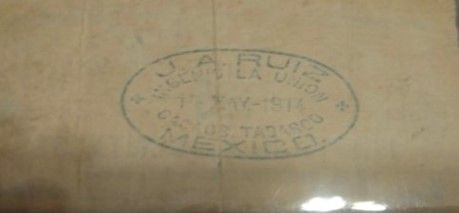 J. A. RUIZ
INGENIO LA UNION
MAY-1914
TABASCO
MEXICO.